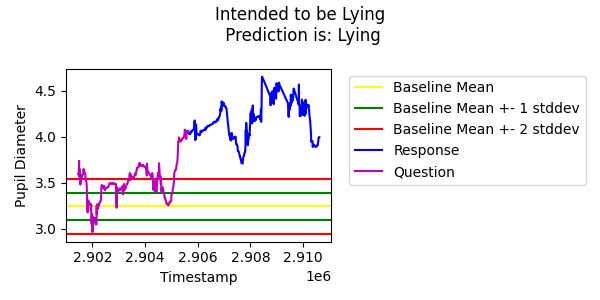 Intended to be Lying
Prediction is: Lying
Pupil Diameter
4.5
4.0
3.5
3.0
2.902 2.904 2.906 2.908 2.910
1e6
Timestamp
Baseline Mean
Baseline Mean +- 1 stddev
Baseline Mean +- 2 stddev
Response
Question